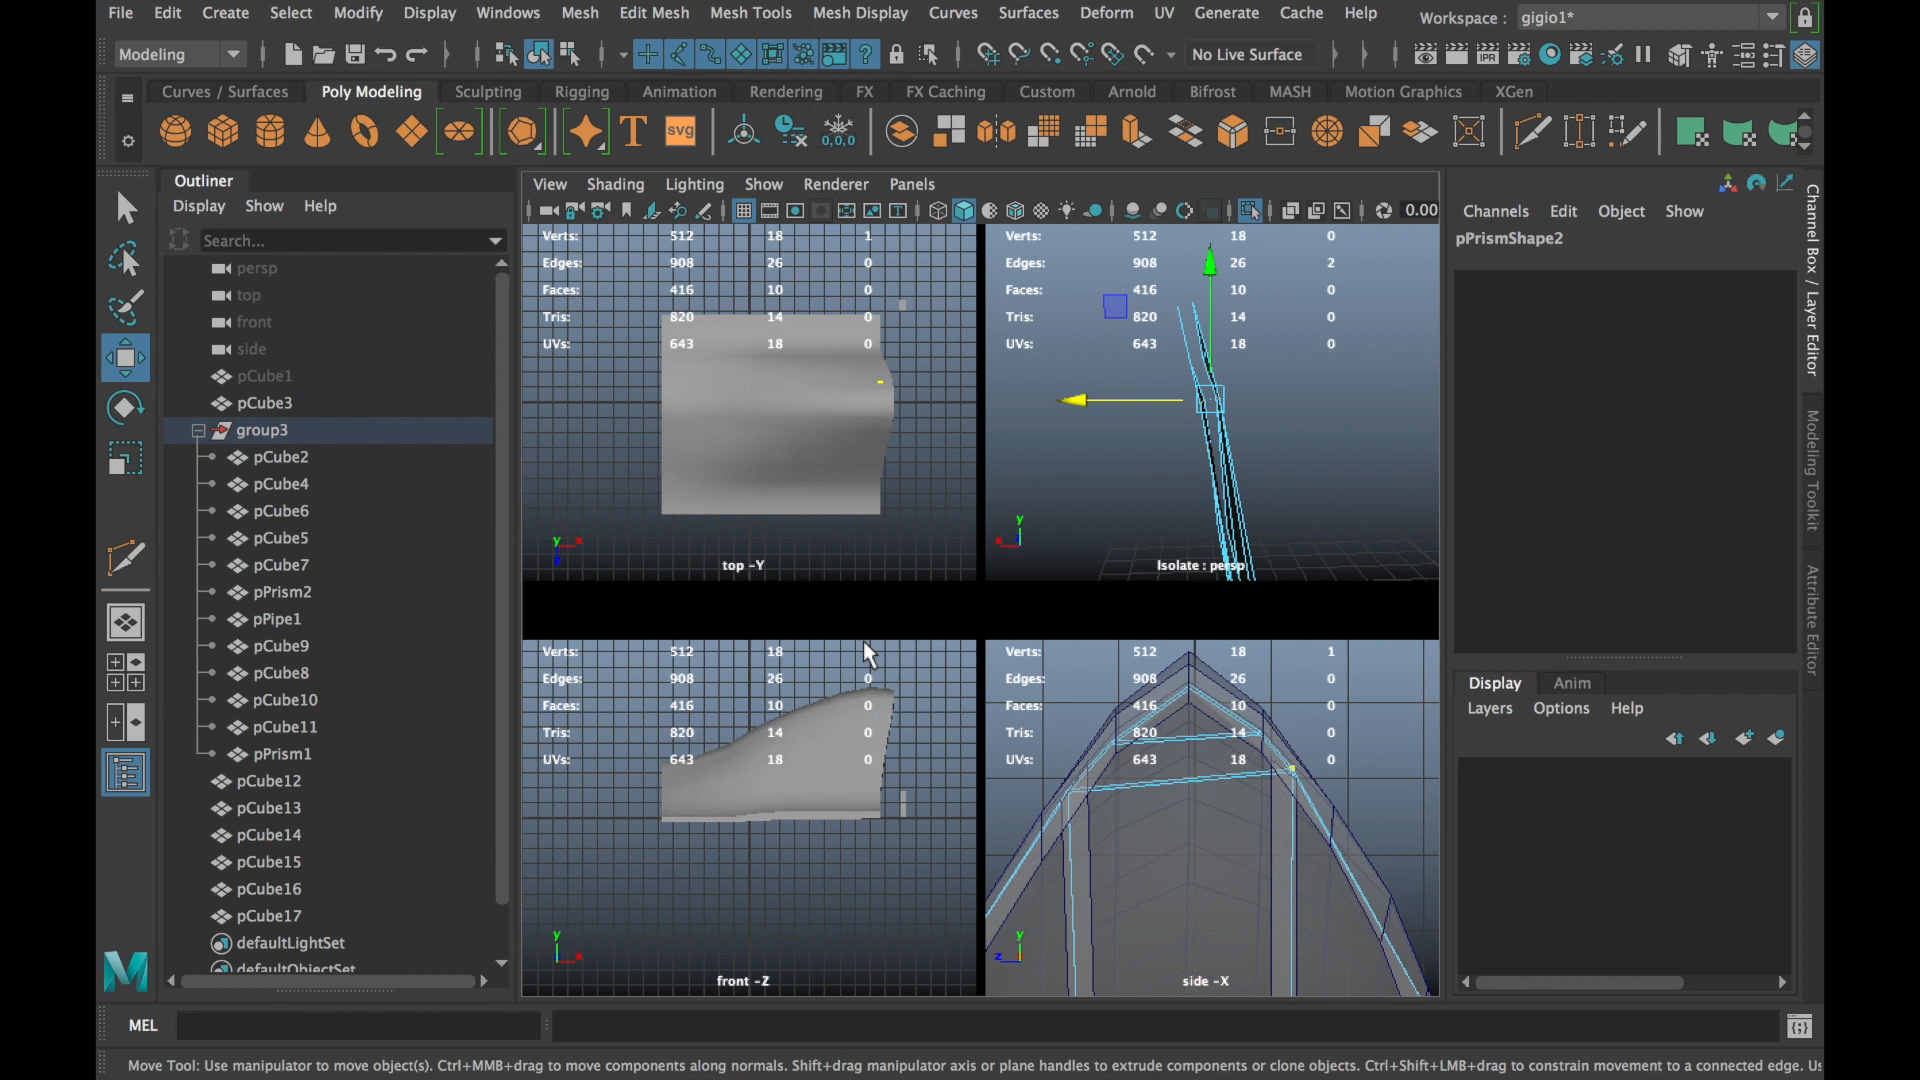 File Edit Create Select Modify Display Windows Mesh Edit Mesh Mesh Tools Mesh Display Curves Surfaces Deform UV Generate Cache Help Workspace : gigio1*
Modeling No Live Surface IPR
Curves / Surfaces Poly Modeling Sculpting Rigging Animation Rendering FX FX Caching Custom Arnold Bifrost MASH Motion Graphics XGen
T svg 0,0,0
Outliner
Display Show Help
Search...
persp
top
front
side
pCube1
pCube3
group3
pCube2
pCube4
pCube6
pCube5
pCube7
pPrism2
pPipe1
pCube9
pCube8
pCube10
pCube11
pPrism1
pCube12
pCube13
pCube14
pCube15
pCube16
pCube17
defaultLightSet
defaultObjectSet
View Shading Lighting Show Renderer Panels
0.00
Verts: 512 18 1
Edges: 908 26 0
Faces: 416 10 0
Tris: 820 14 0
UVs: 643 18 0
y x
z
top -Y
Verts: 512 18 0
Edges: 908 26 2
Faces: 416 10 0
Tris: 820 14 0
UVs: 643 18 0
y
x
Isolate : persp
Verts: 512 18 0
Edges: 908 26 0
Faces: 416 10 0
Tris: 820 14 0
UVs: 643 18 0
y
x
front -Z
Verts: 512 18 1
Edges: 908 26 0
Faces: 416 10 0
Tris: 820 14 0
UVs: 643 18 0
y
z
side -X
Channels Edit Object Show
pPrismShape2
Channel Box / Layer Editor
Modeling Toolkit
Attribute Editor
Display Anim
Layers Options Help
MEL
Move Tool: Use manipulator to move object(s). Ctrl+MMB+drag to move components along normals. Shift+drag manipulator axis or plane handles to extrude components or clone objects. Ctrl+Shift+LMB+drag to constrain movement to a connected edge. Us